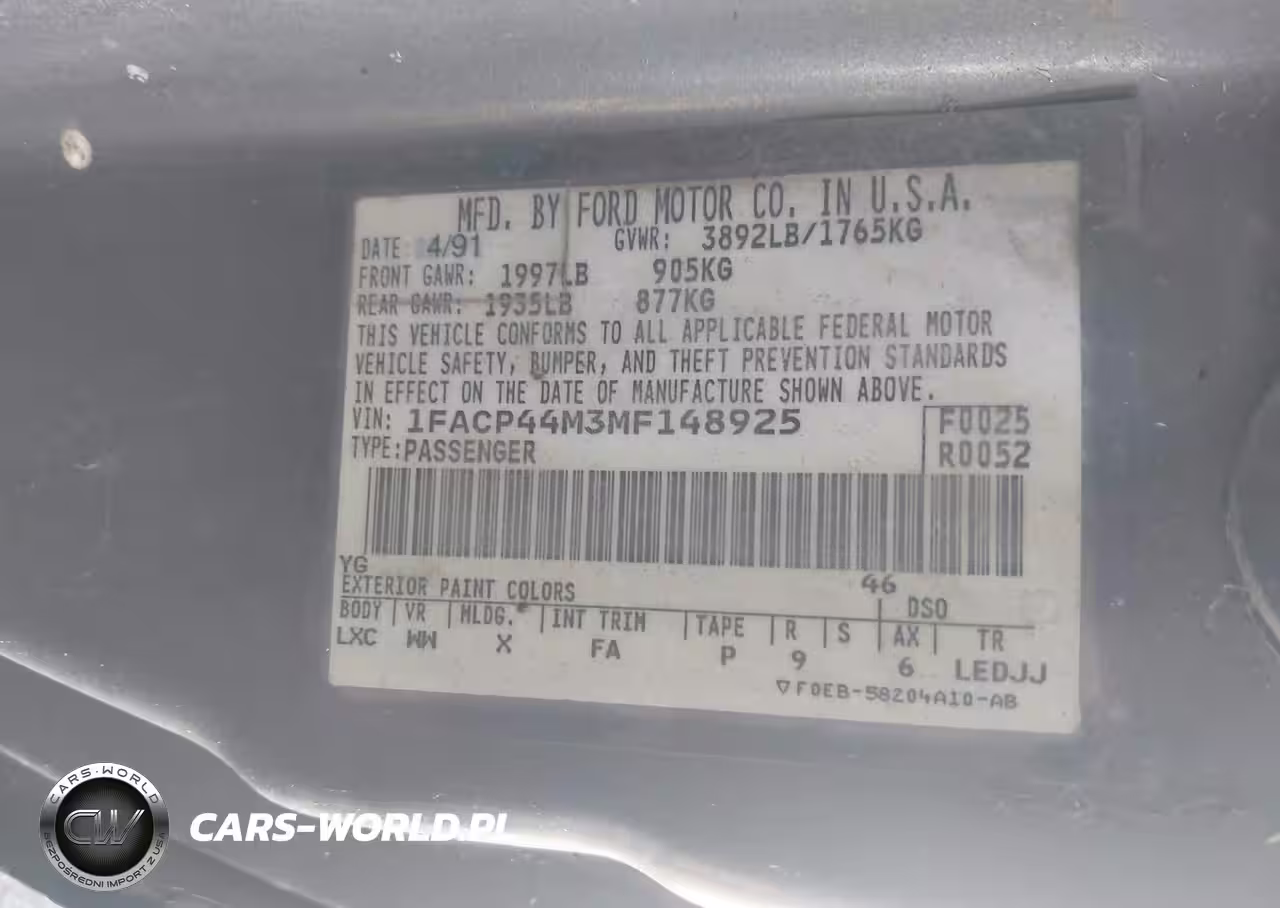 MFD. BY FORD MOTOR CO. IN U.S.A.
DATE: 4/91 GVWR: 3892LB/1765KG
FRONT GAWR: 1997LB 905KG
REAR GAWR: 1935LB 877KG
THIS VEHICLE CONFORMS TO ALL APPLICABLE FEDERAL MOTOR
VEHICLE SAFETY, BUMPER, AND THEFT PREVENTION STANDARDS
IN EFFECT ON THE DATE OF MANUFACTURE SHOWN ABOVE.
VIN: 1FACP44M3MF148925 F0025
TYPE: PASSENGER R0052
YG 46
EXTERIOR PAINT COLORS DSO
BODY VR MLDG. INT TRIM TAPE R S AX TR
LXC WW X FA P 9 6 LEDJJ
▽F0EB-58204A10-AB
CARS-WORLD
CW
BEZPOŚREDNI IMPORT Z USA
CARS-WORLD.PL